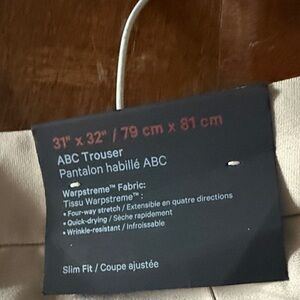 31" x 32" / 79 cm x 81 cm
ABC Trouser
Pantalon habillé ABC
Warpstreme™ Fabric:
Tissu Warpstreme™ :
• Four-way stretch / Extensible en quatre directions
• Quick-drying / Sèche rapidement
• Wrinkle-resistant / Infroissable
Slim Fit / Coupe ajustée